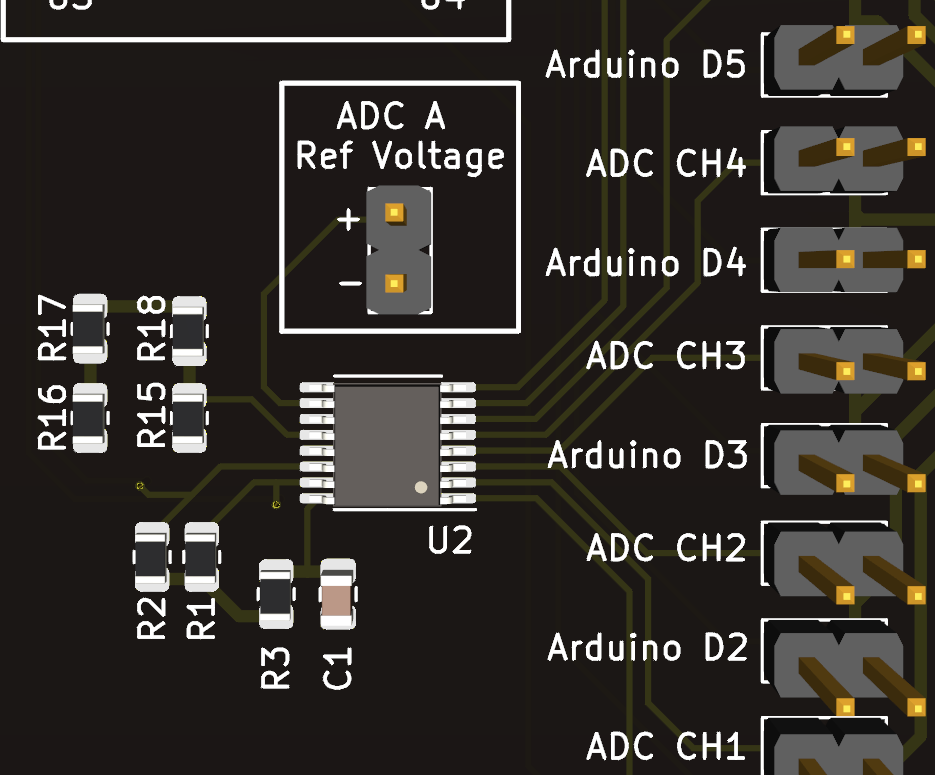 ADC A
Ref Voltage
+
-
Arduino D5
ADC CH4
Arduino D4
ADC CH3
Arduino D3
ADC CH2
Arduino D2
ADC CH1
R17
R18
R16
R15
U2
R2
R1
R3
C1